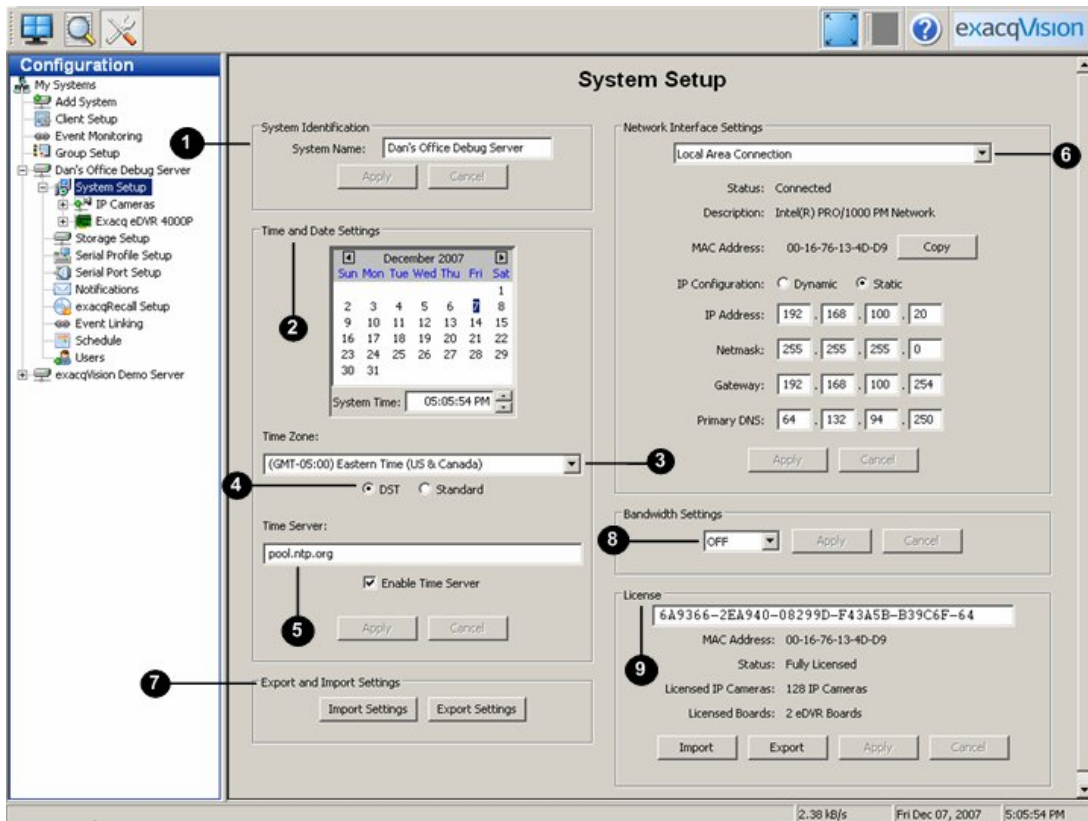 exacqVision
Configuration
My Systems
Add System
Client Setup
Event Monitoring
Group Setup
Dan's Office Debug Server
System Setup
IP Cameras
Exacq eDVR 4000P
Storage Setup
Serial Profile Setup
Serial Port Setup
Notifications
exacqRecall Setup
Event Linking
Schedule
Users
exacqVision Demo Server
System Setup
1
System Identification
System Name: Dan's Office Debug Server
Apply Cancel
2
Time and Date Settings
December 2007
Sun Mon Tue Wed Thu Fri Sat
1
2 3 4 5 6 7 8
9 10 11 12 13 14 15
16 17 18 19 20 21 22
23 24 25 26 27 28 29
30 31
System Time: 05:05:54 PM
Time Zone:
(GMT-05:00) Eastern Time (US & Canada)
3
4
DST Standard
Time Server:
pool.ntp.org
Enable Time Server
5
Apply Cancel
7
Export and Import Settings
Import Settings Export Settings
Network Interface Settings
Local Area Connection
6
Status: Connected
Description: Intel(R) PRO/1000 PM Network
MAC Address: 00-16-76-13-4D-D9 Copy
IP Configuration: Dynamic Static
IP Address: 192 . 168 . 100 . 20
Netmask: 255 . 255 . 255 . 0
Gateway: 192 . 168 . 100 . 254
Primary DNS: 64 . 132 . 94 . 250
Apply Cancel
Bandwidth Settings
8
OFF Apply Cancel
License
6A9366-2EA940-08299D-F43A5B-B39C6F-64
9
MAC Address: 00-16-76-13-4D-D9
Status: Fully Licensed
Licensed IP Cameras: 128 IP Cameras
Licensed Boards: 2 eDVR Boards
Import Export Apply Cancel
2.38 kB/s Fri Dec 07, 2007 5:05:54 PM